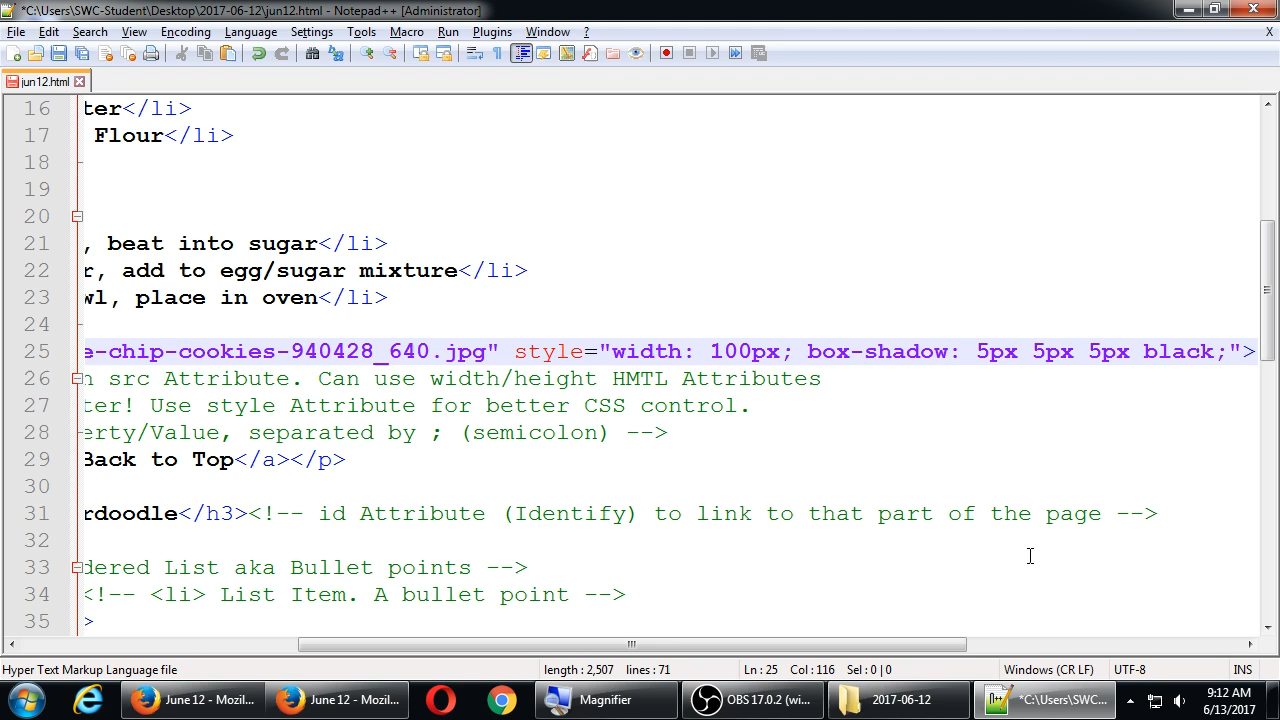 *C:\Users\SWC-Student\Desktop\2017-06-12\jun12.html - Notepad++ [Administrator]
File Edit Search View Encoding Language Settings Tools Macro Run Plugins Window ? X
jun12.html
16 ter</li>
17 Flour</li>
18
19
20
21 , beat into sugar</li>
22 r, add to egg/sugar mixture</li>
23 wl, place in oven</li>
24
25 e-chip-cookies-940428_640.jpg" style="width: 100px; box-shadow: 5px 5px 5px black;">
26 n src Attribute. Can use width/height HMTL Attributes
27 ter! Use style Attribute for better CSS control.
28 erty/Value, separated by ; (semicolon) -->
29 Back to Top</a></p>
30
31 rdoodle</h3><!-- id Attribute (Identify) to link to that part of the page -->
32
33 dered List aka Bullet points -->
34 <!-- <li> List Item. A bullet point -->
35 >
Hyper Text Markup Language file length : 2,507 lines : 71 Ln : 25 Col : 116 Sel : 0 | 0 Windows (CR LF) UTF-8 INS
June 12 - Mozil... June 12 - Mozil... Magnifier OBS 17.0.2 (wi... 2017-06-12 *C:\Users\SWC... 9:12 AM
6/13/2017